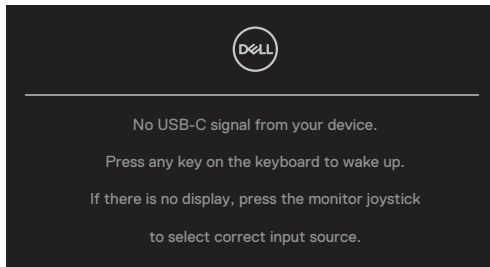 DELL
No USB-C signal from your device.
Press any key on the keyboard to wake up.
If there is no display, press the monitor joystick
to select correct input source.